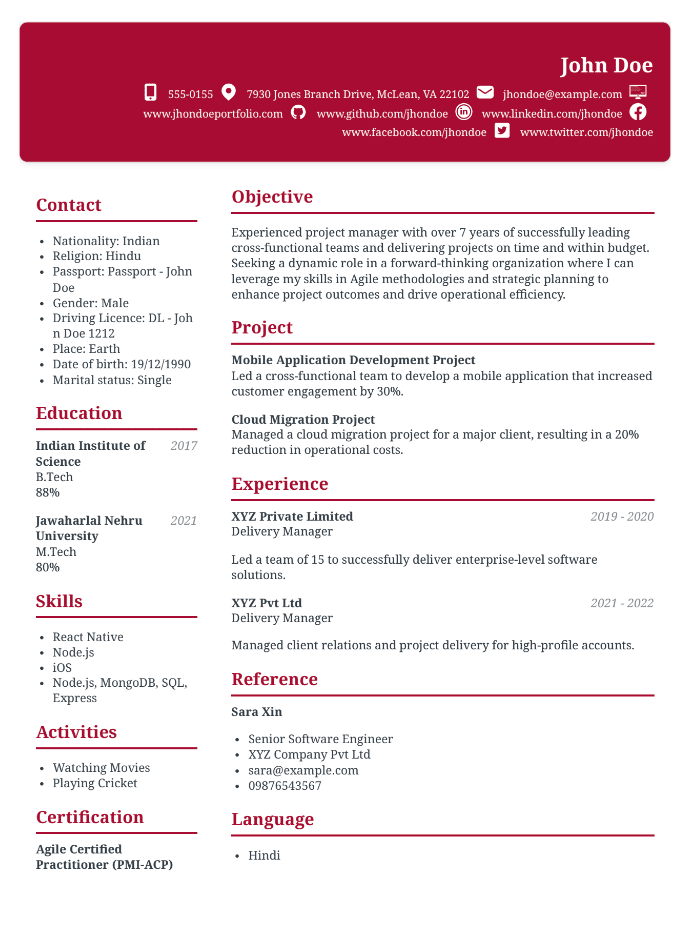 John Doe
555-0155 7930 Jones Branch Drive, McLean, VA 22102 jhondoe@example.com
www.jhondoeportfolio.com www.github.com/jhondoe www.linkedin.com/jhondoe
www.facebook.com/jhondoe www.twitter.com/jhondoe
Contact
• Nationality: Indian
• Religion: Hindu
• Passport: Passport - John
Doe
• Gender: Male
• Driving Licence: DL - Joh
n Doe 1212
• Place: Earth
• Date of birth: 19/12/1990
• Marital status: Single
Education
Indian Institute of 2017
Science
B.Tech
88%
Jawaharlal Nehru 2021
University
M.Tech
80%
Skills
• React Native
• Node.js
• iOS
• Node.js, MongoDB, SQL,
Express
Activities
• Watching Movies
• Playing Cricket
Certification
Agile Certified
Practitioner (PMI-ACP)
Objective
Experienced project manager with over 7 years of successfully leading
cross-functional teams and delivering projects on time and within budget.
Seeking a dynamic role in a forward-thinking organization where I can
leverage my skills in Agile methodologies and strategic planning to
enhance project outcomes and drive operational efficiency.
Project
Mobile Application Development Project
Led a cross-functional team to develop a mobile application that increased
customer engagement by 30%.
Cloud Migration Project
Managed a cloud migration project for a major client, resulting in a 20%
reduction in operational costs.
Experience
XYZ Private Limited 2019 - 2020
Delivery Manager
Led a team of 15 to successfully deliver enterprise-level software
solutions.
XYZ Pvt Ltd 2021 - 2022
Delivery Manager
Managed client relations and project delivery for high-profile accounts.
Reference
Sara Xin
• Senior Software Engineer
• XYZ Company Pvt Ltd
• sara@example.com
• 09876543567
Language
• Hindi